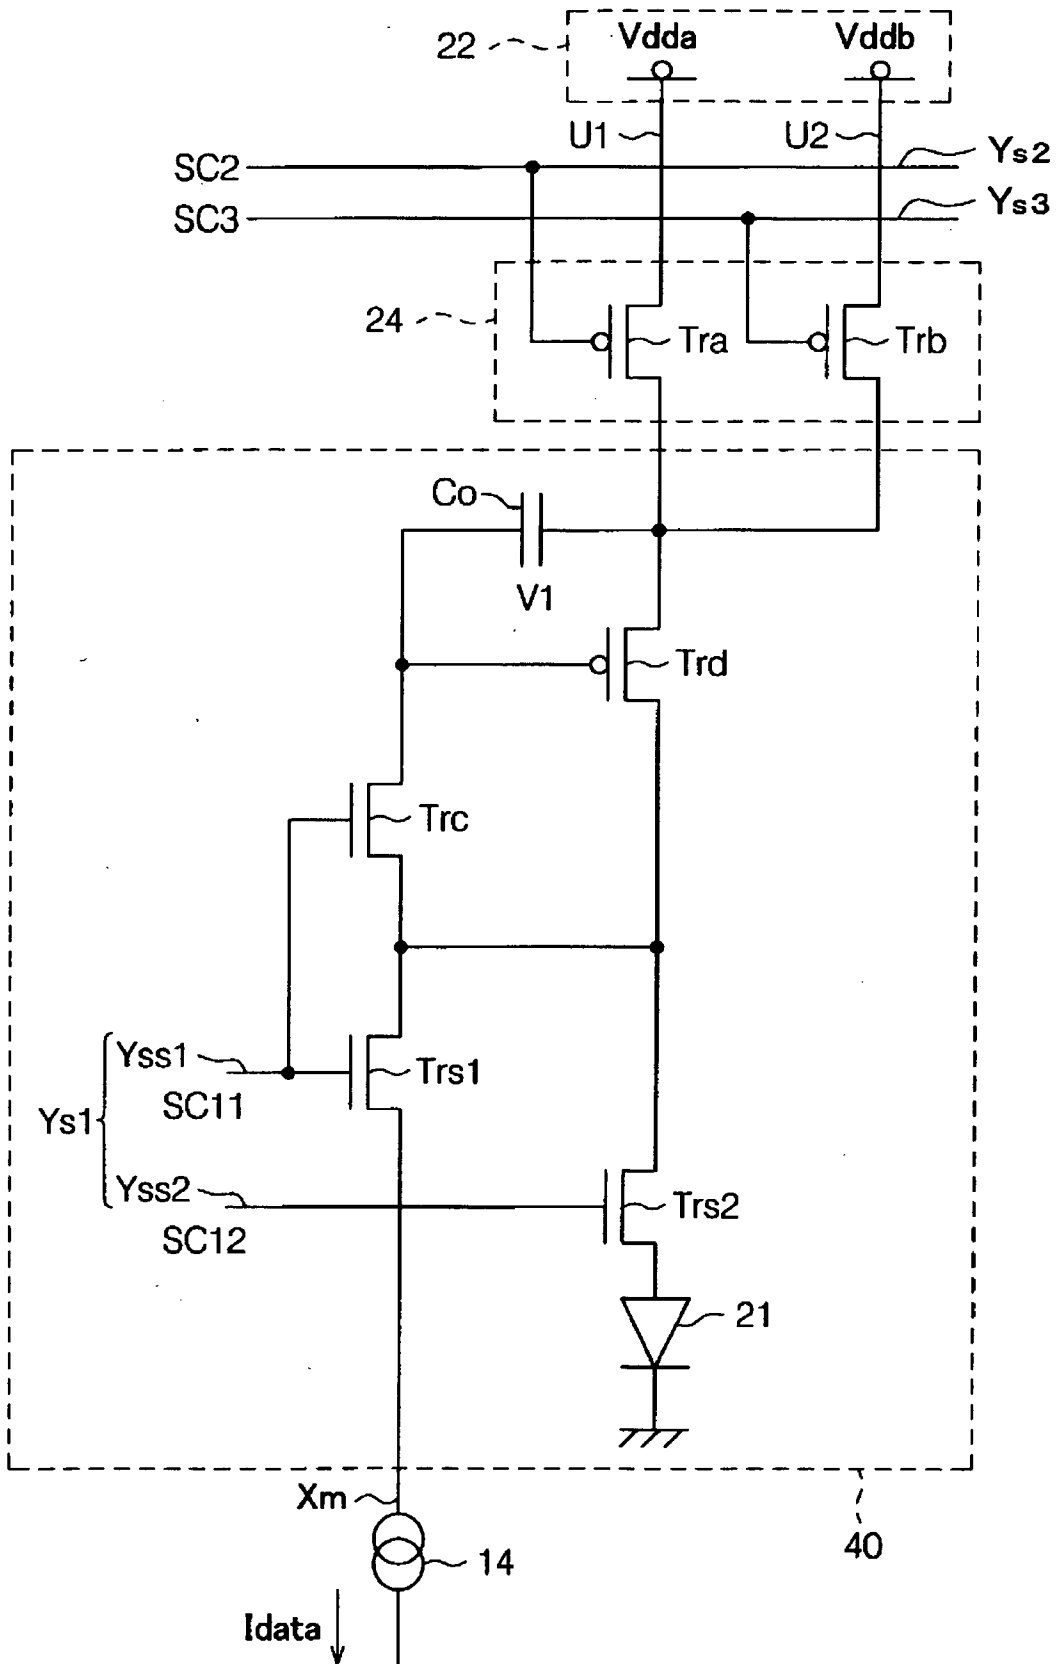 22
Vdda
Vddb
U1
U2
SC2
Ys2
SC3
Ys3
24
Tra
Trb
Co
V1
Trd
Trc
Yss1
Trs1
SC11
Ys1
Yss2
Trs2
SC12
21
Xm
40
14
Idata